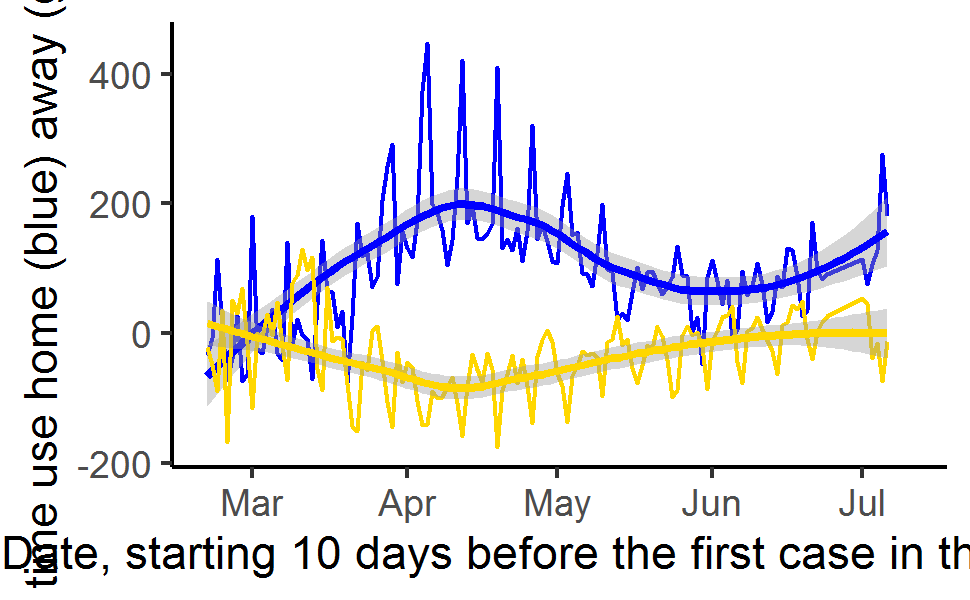 time use home (blue) away (
400
200
0
-200
Mar Apr May Jun Jul
Date, starting 10 days before the first case in th